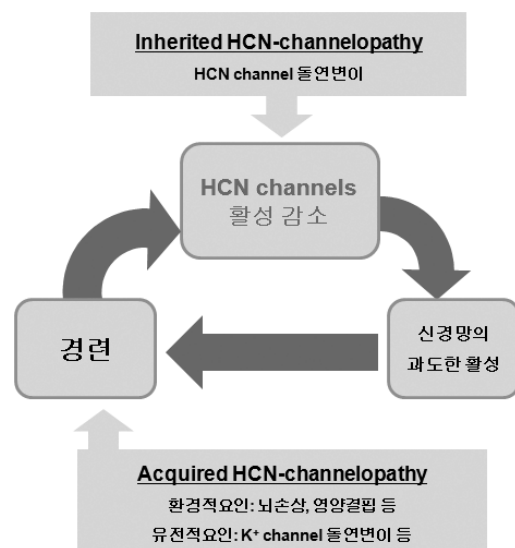 Inherited HCN-channelopathy
HCN channel 돌연변이
HCN channels
활성 감소
경련
신경망의
과도한 활성
Acquired HCN-channelopathy
환경적요인: 뇌손상, 영양결핍 등
유전적요인: K⁺ channel 돌연변이 등